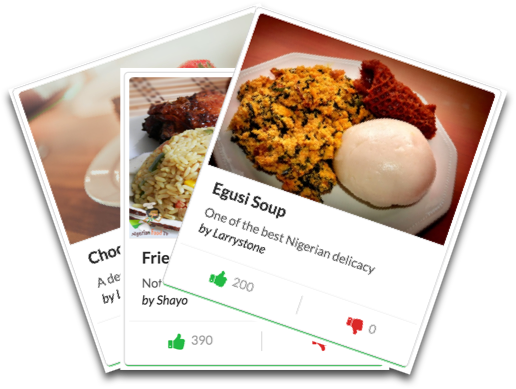 Egusi Soup
One of the best Nigerian delicacy
by Larrystone
200
0
Frie
Not
by Shayo
390
Choc
A de
by L